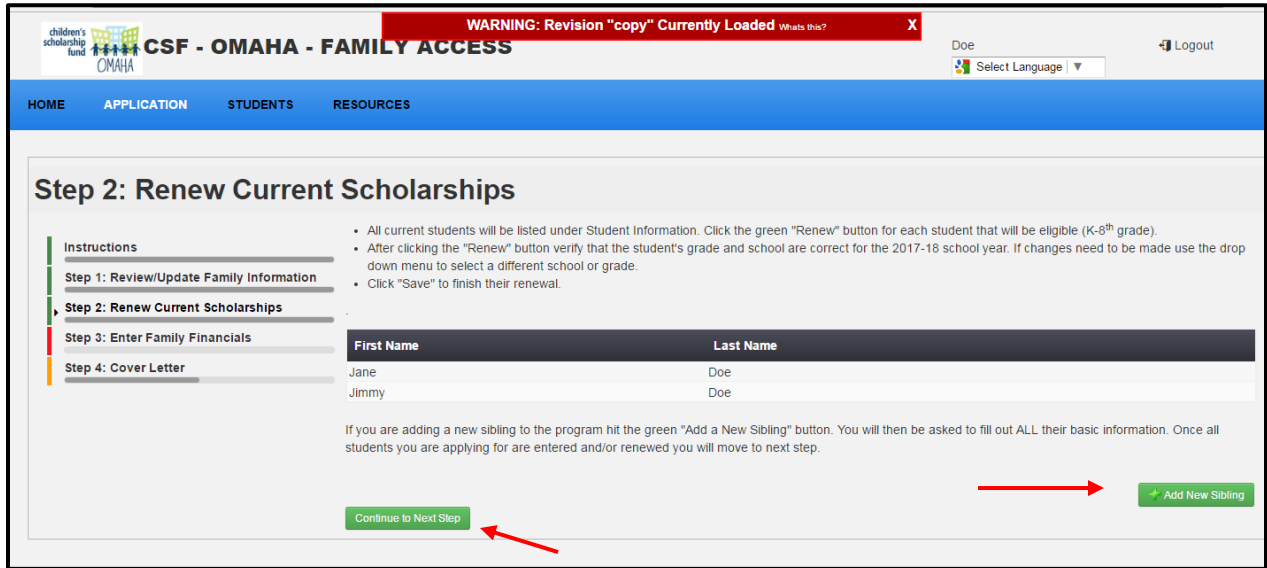 WARNING: Revision "copy" Currently Loaded Whats this? X
children's
scholarship
fund
OMAHA
CSF - OMAHA - FAMILY ACCESS
Doe
Logout
Select Language ▼
HOME APPLICATION STUDENTS RESOURCES
Step 2: Renew Current Scholarships
Instructions
Step 1: Review/Update Family Information
Step 2: Renew Current Scholarships
Step 3: Enter Family Financials
Step 4: Cover Letter
• All current students will be listed under Student Information. Click the green "Renew" button for each student that will be eligible (K-8th grade).
• After clicking the "Renew" button verify that the student's grade and school are correct for the 2017-18 school year. If changes need to be made use the drop
down menu to select a different school or grade.
• Click "Save" to finish their renewal.
.
First Name Last Name
Jane Doe
Jimmy Doe
If you are adding a new sibling to the program hit the green "Add a New Sibling" button. You will then be asked to fill out ALL their basic information. Once all
students you are applying for are entered and/or renewed you will move to next step.
Add New Sibling
Continue to Next Step